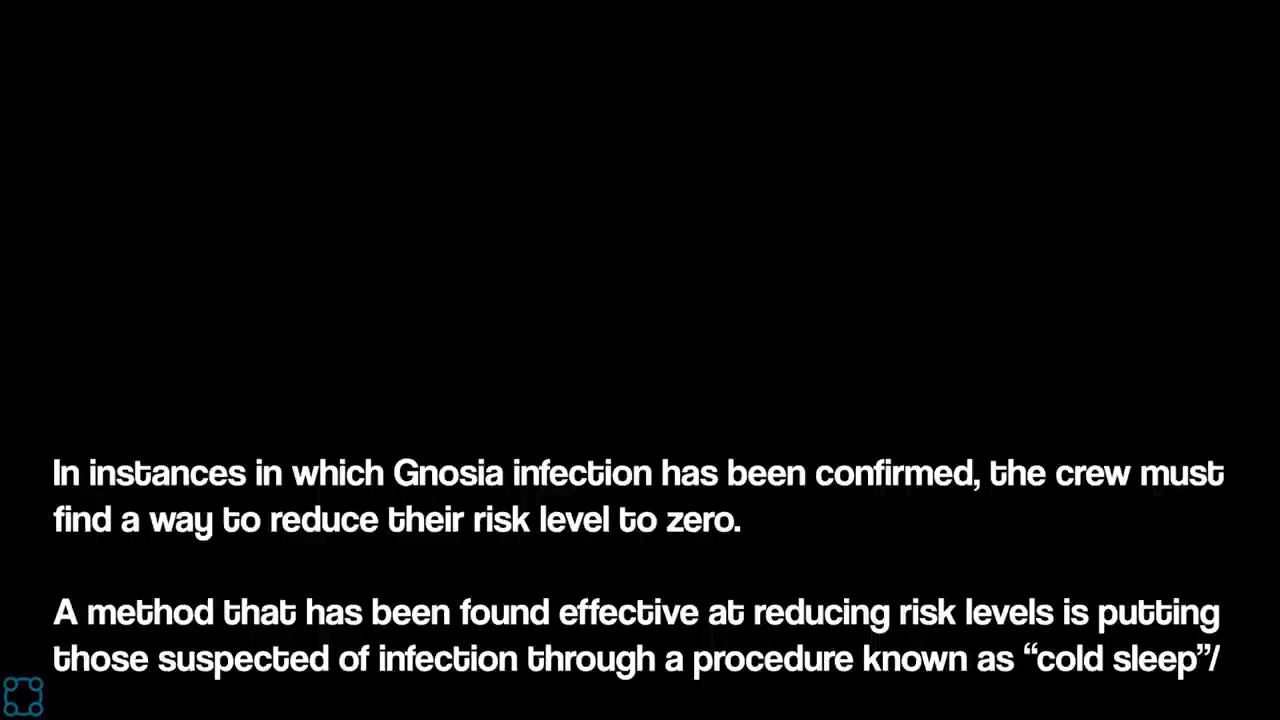 In instances in which Gnosia infection has been confirmed, the crew must
find a way to reduce their risk level to zero.
A method that has been found effective at reducing risk levels is putting
those suspected of infection through a procedure known as “cold sleep”/